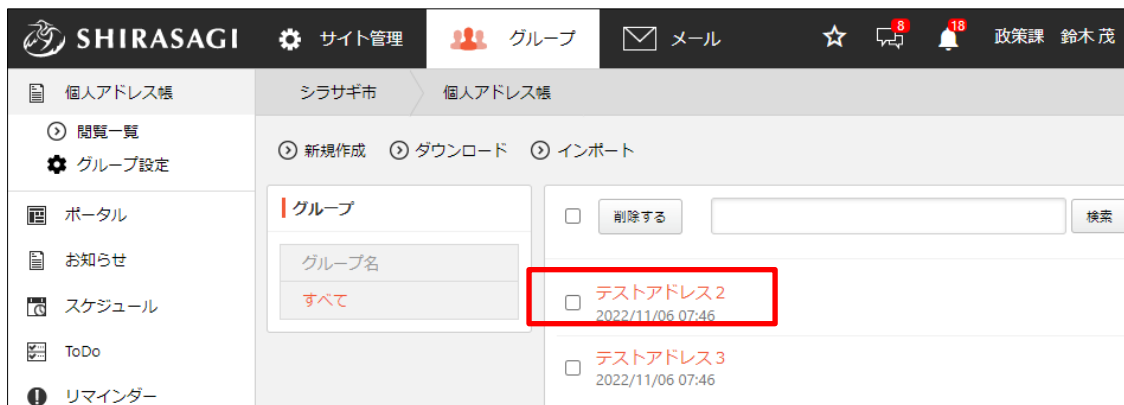 SHIRASAGI サイト管理 グループ メール 8 18 政策課 鈴木 茂
個人アドレス帳
閲覧一覧
グループ設定
ポータル
お知らせ
スケジュール
ToDo
リマインダー
シラサギ市 個人アドレス帳
新規作成 ダウンロード インポート
グループ
グループ名
すべて
削除する 検索
テストアドレス2
2022/11/06 07:46
テストアドレス3
2022/11/06 07:46